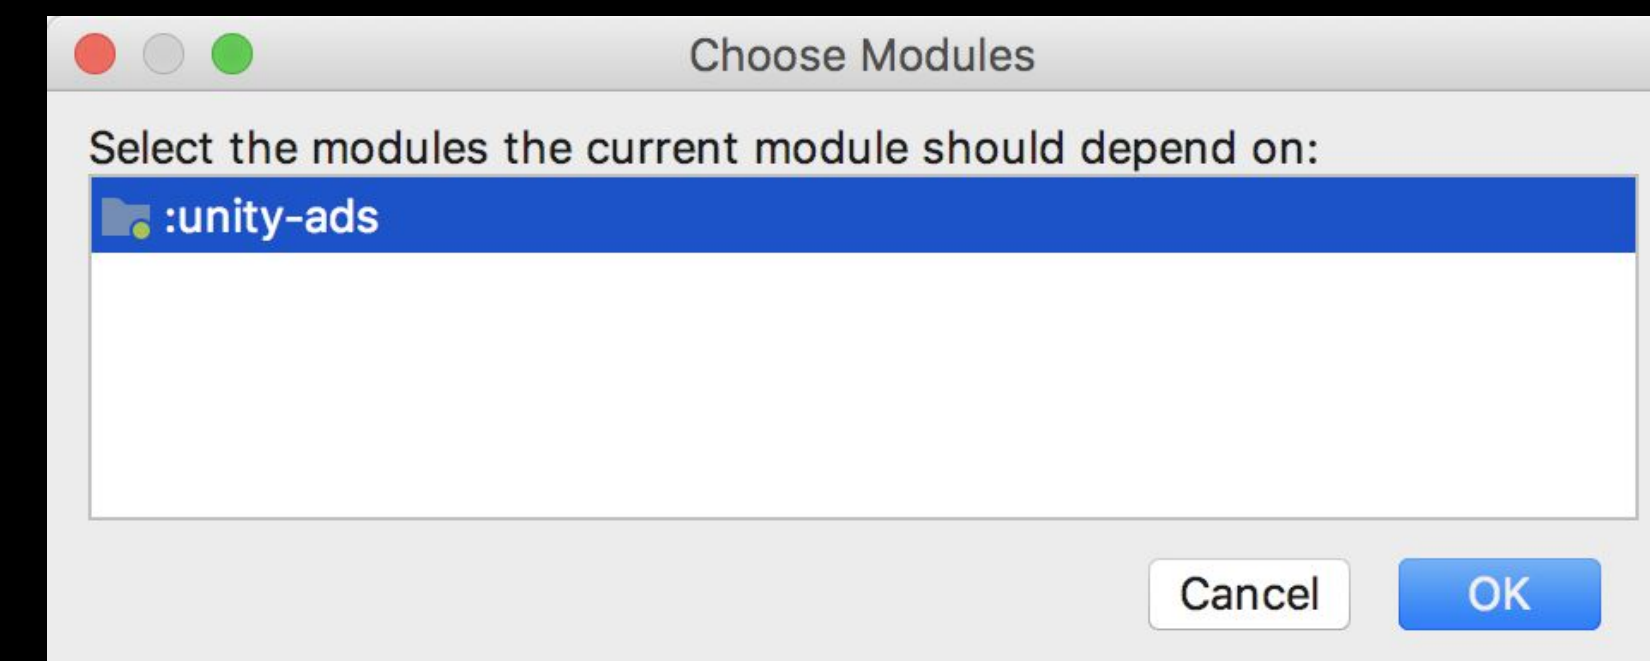 Choose Modules
Select the modules the current module should depend on:
:unity-ads
Cancel OK